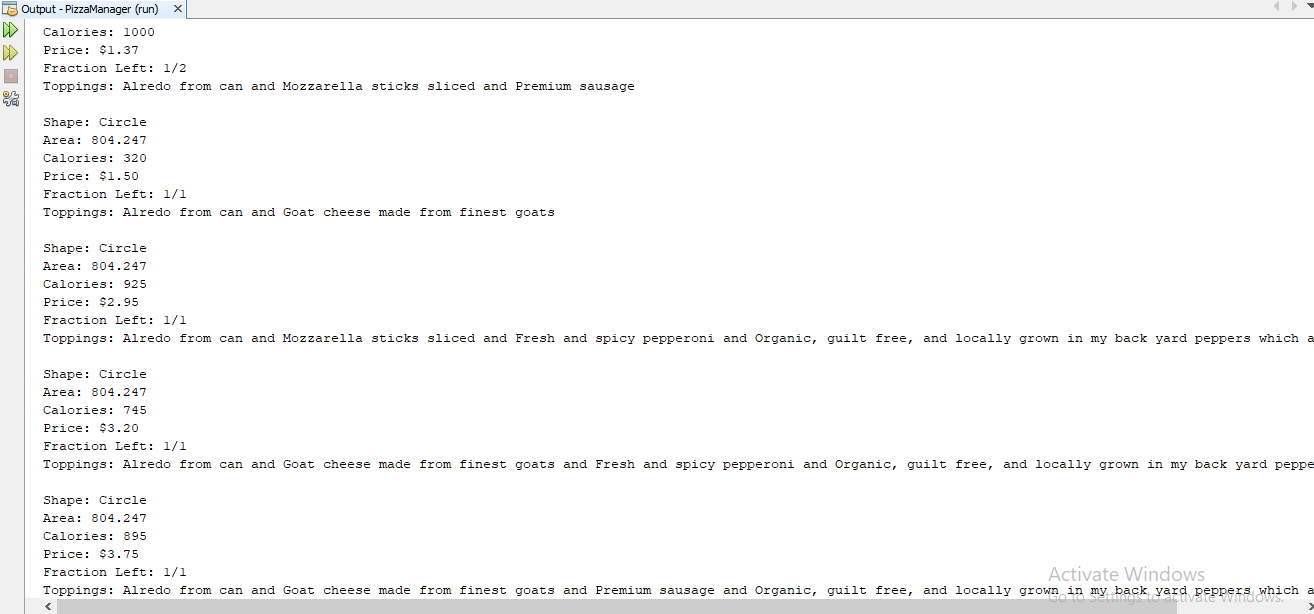 Output - PizzaManager (run)
Calories: 1000
Price: $1.37
Fraction Left: 1/2
Toppings: Alredo from can and Mozzarella sticks sliced and Premium sausage
Shape: Circle
Area: 804.247
Calories: 320
Price: $1.50
Fraction Left: 1/1
Toppings: Alredo from can and Goat cheese made from finest goats
Shape: Circle
Area: 804.247
Calories: 925
Price: $2.95
Fraction Left: 1/1
Toppings: Alredo from can and Mozzarella sticks sliced and Fresh and spicy pepperoni and Organic, guilt free, and locally grown in my back yard peppers which a
Shape: Circle
Area: 804.247
Calories: 745
Price: $3.20
Fraction Left: 1/1
Toppings: Alredo from can and Goat cheese made from finest goats and Fresh and spicy pepperoni and Organic, guilt free, and locally grown in my back yard peppe
Shape: Circle
Area: 804.247
Calories: 895
Price: $3.75
Fraction Left: 1/1
Toppings: Alredo from can and Goat cheese made from finest goats and Premium sausage and Organic, guilt free, and locally grown in my back yard peppers which
Activate Windows
Go to Settings to activate Windows.